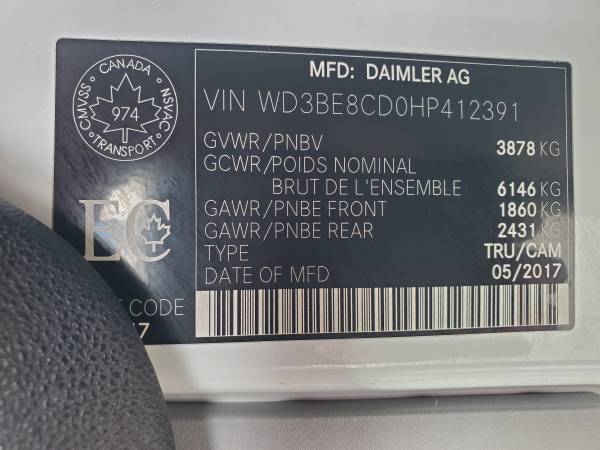 CANADA
CMVSS NSVAC
974
TRANSPORT
MFD: DAIMLER AG
VIN WD3BE8CD0HP412391
GVWR/PNBV 3878 KG
GCWR/POIDS NOMINAL
BRUT DE L'ENSEMBLE 6146 KG
GAWR/PNBE FRONT 1860 KG
GAWR/PNBE REAR 2431 KG
TYPE TRU/CAM
DATE OF MFD 05/2017
EC
CODE